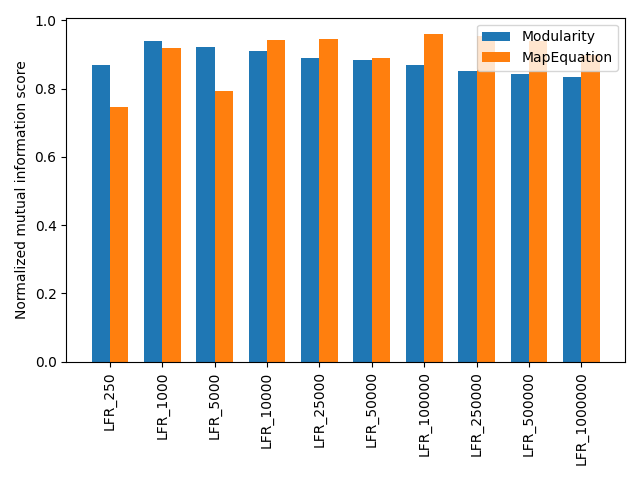 Modularity
MapEquation
Normalized mutual information score
1.0
0.8
0.6
0.4
0.2
0.0
LFR_250
LFR_1000
LFR_5000
LFR_10000
LFR_25000
LFR_50000
LFR_100000
LFR_250000
LFR_500000
LFR_1000000